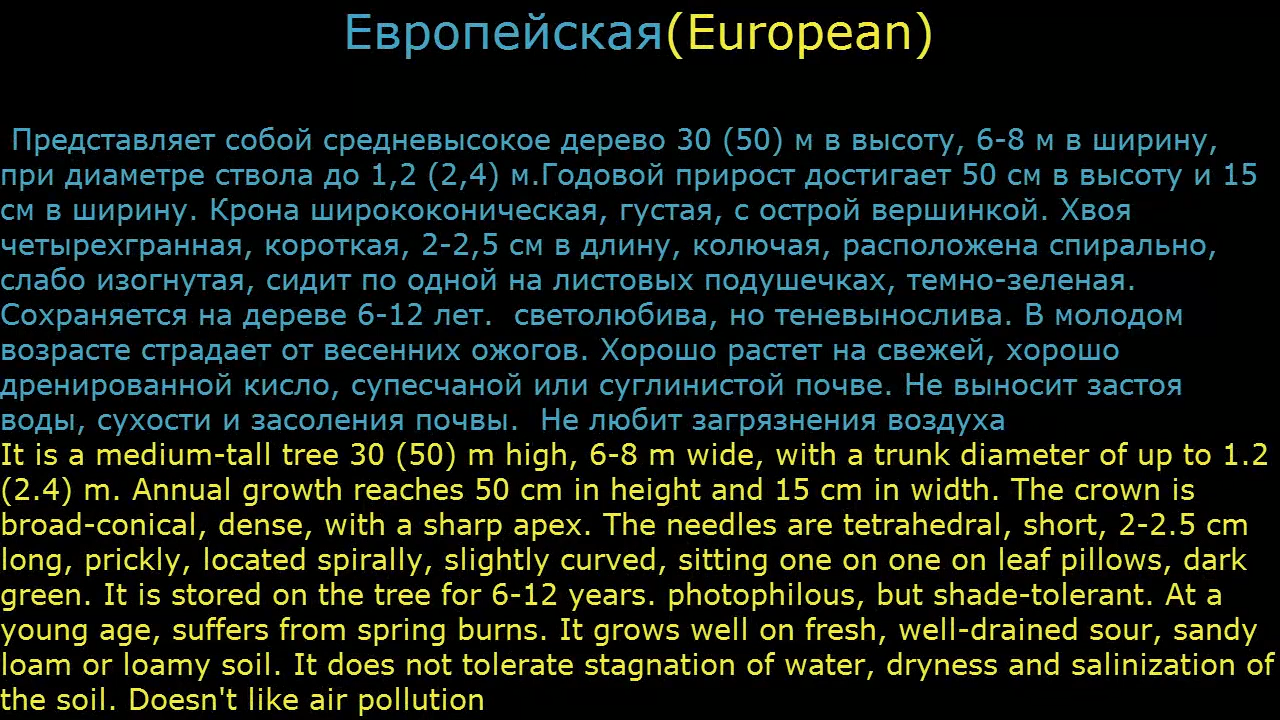 Европейская(European)
Представляет собой средневысокое дерево 30 (50) м в высоту, 6-8 м в ширину,
при диаметре ствола до 1,2 (2,4) м.Годовой прирост достигает 50 см в высоту и 15
см в ширину. Крона ширококоническая, густая, с острой вершинкой. Хвоя
четырехгранная, короткая, 2-2,5 см в длину, колючая, расположена спирально,
слабо изогнутая, сидит по одной на листовых подушечках, темно-зеленая.
Сохраняется на дереве 6-12 лет.  светолюбива, но теневынослива. В молодом
возрасте страдает от весенних ожогов. Хорошо растет на свежей, хорошо
дренированной кисло, супесчаной или суглинистой почве. Не выносит застоя
воды, сухости и засоления почвы.  Не любит загрязнения воздуха
It is a medium-tall tree 30 (50) m high, 6-8 m wide, with a trunk diameter of up to 1.2
(2.4) m. Annual growth reaches 50 cm in height and 15 cm in width. The crown is
broad-conical, dense, with a sharp apex. The needles are tetrahedral, short, 2-2.5 cm
long, prickly, located spirally, slightly curved, sitting one on one on leaf pillows, dark
green. It is stored on the tree for 6-12 years. photophilous, but shade-tolerant. At a
young age, suffers from spring burns. It grows well on fresh, well-drained sour, sandy
loam or loamy soil. It does not tolerate stagnation of water, dryness and salinization of
the soil. Doesn't like air pollution